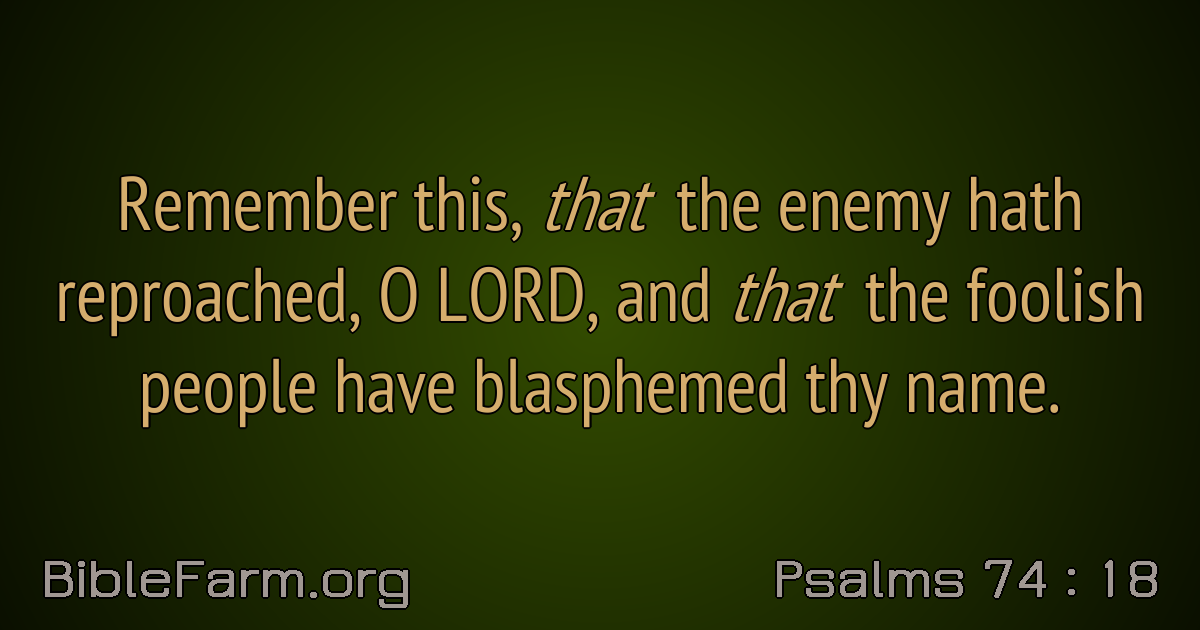 Remember this, that the enemy hath
reproached, O LORD, and that the foolish
people have blasphemed thy name.
BibleFarm.org
Psalms 74 : 18